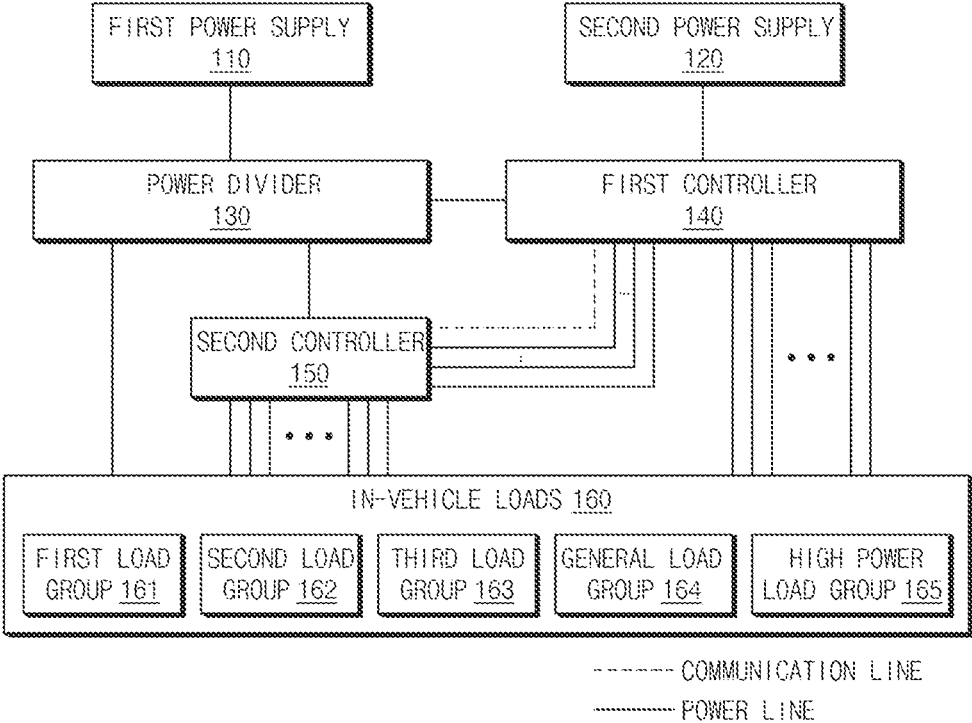 FIRST POWER SUPPLY
110
SECOND POWER SUPPLY
120
POWER DIVIDER
130
FIRST CONTROLLER
140
SECOND CONTROLLER
150
IN-VEHICLE LOADS 160
FIRST LOAD
GROUP 161
SECOND LOAD
GROUP 162
THIRD LOAD
GROUP 163
GENERAL LOAD
GROUP 164
HIGH POWER
LOAD GROUP 165
COMMUNICATION LINE
POWER LINE